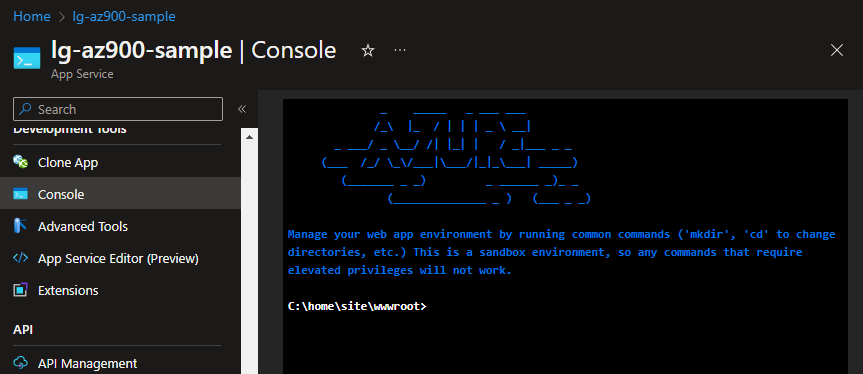 Home > lg-az900-sample
lg-az900-sample | Console
App Service
Search
Development Tools
Clone App
Console
Advanced Tools
App Service Editor (Preview)
Extensions
API
API Management
Manage your web app environment by running common commands ('mkdir', 'cd' to change
directories, etc.) This is a sandbox environment, so any commands that require
elevated privileges will not work.
C:\home\site\wwwroot>